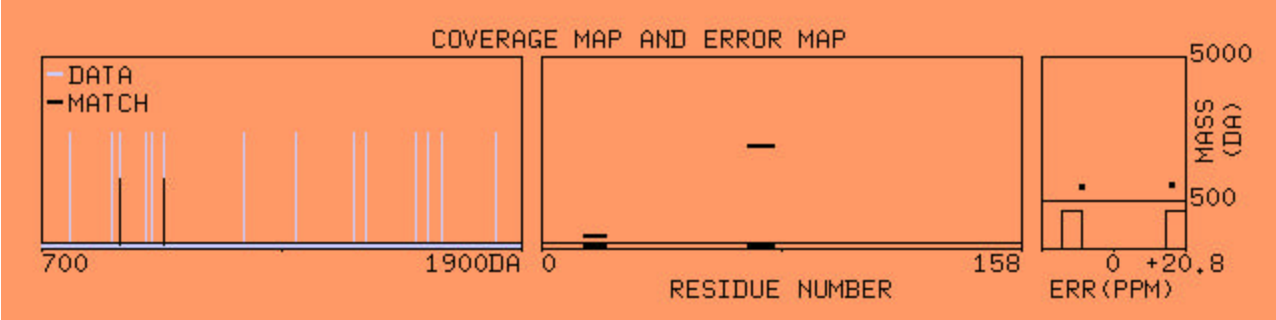 COVERAGE MAP AND ERROR MAP
DATA
MATCH
5000
MASS
(DA)
500
700
1900DA
0
158
0
+20.8
RESIDUE NUMBER
ERR(PPM)